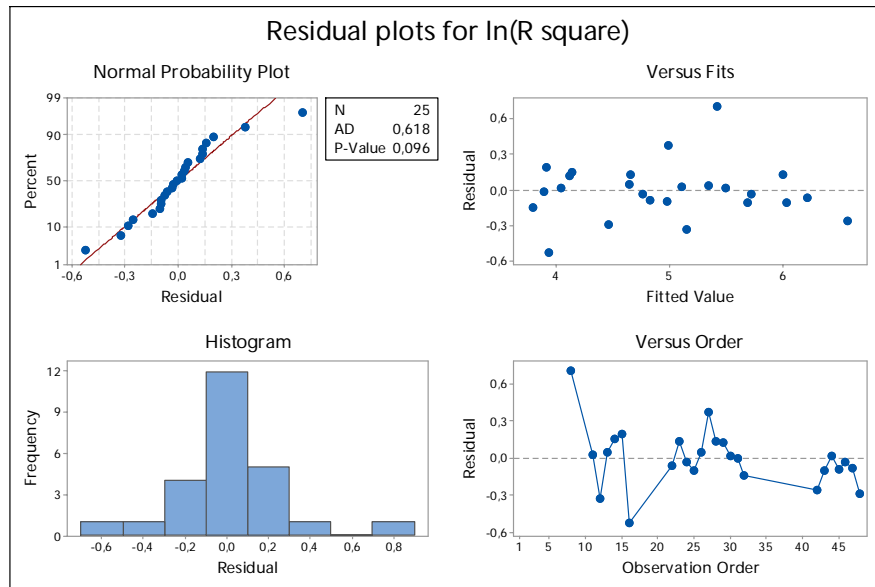 Residual plots for ln(R square)
Normal Probability Plot
99
90
50
10
1
Percent
-0,6 -0,3 0,0 0,3 0,6
Residual
N 25
AD 0,618
P-Value 0,096
Versus Fits
0,6
0,3
0,0
-0,3
-0,6
Residual
4 5 6
Fitted Value
Histogram
12
9
6
3
0
Frequency
-0,6 -0,4 -0,2 0,0 0,2 0,4 0,6 0,8
Residual
Versus Order
0,6
0,3
0.0
-0,3
-0,6
Residual
1 5 10 15 20 25 30 35 40 45
Observation Order